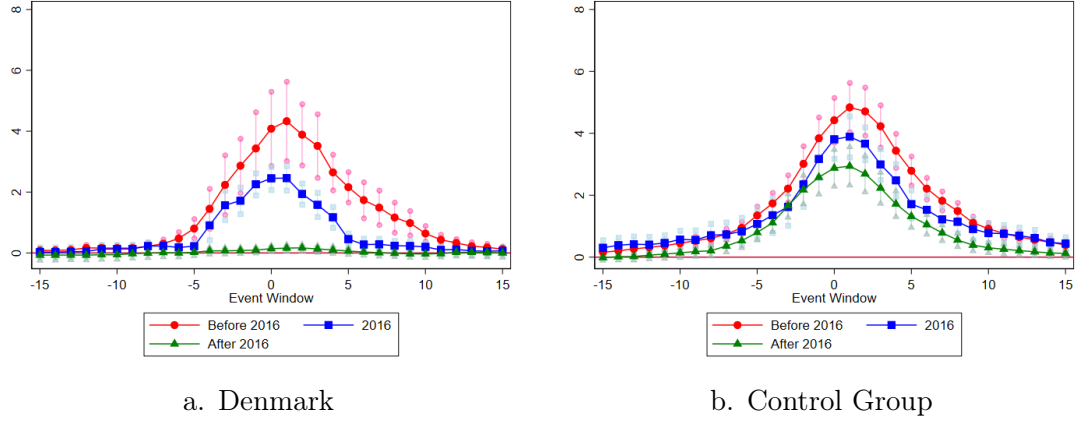 8
6
4
2
0
-15 -10 -5 0 5 10 15
Event Window
Before 2016 2016
After 2016
a. Denmark
8
6
4
2
0
-15 -10 -5 0 5 10 15
Event Window
Before 2016 2016
After 2016
b. Control Group